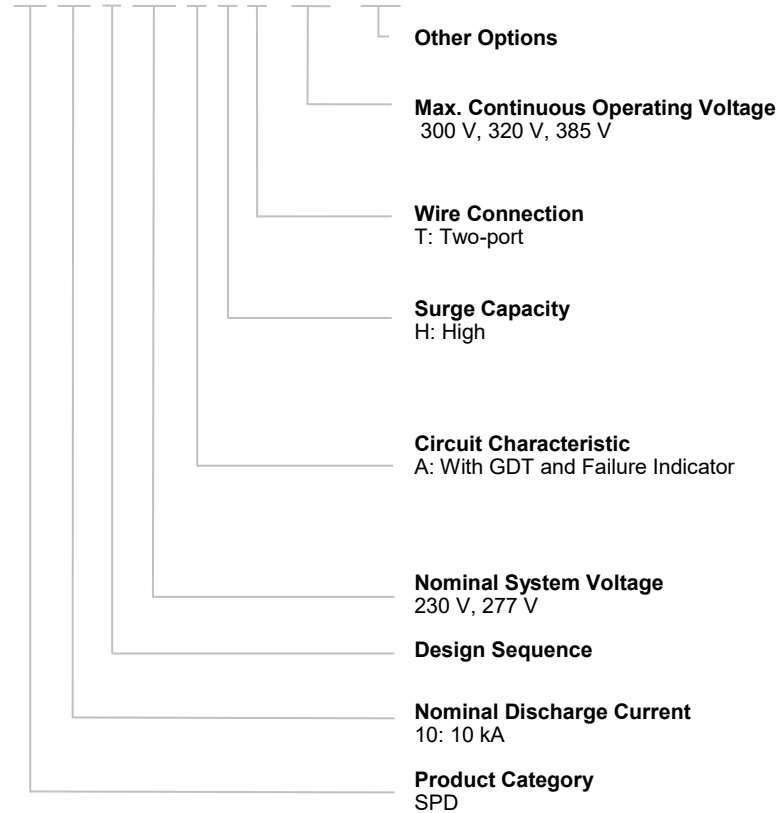 Other Options
Max. Continuous Operating Voltage
300 V, 320 V, 385 V
Wire Connection
T: Two-port
Surge Capacity
H: High
Circuit Characteristic
A: With GDT and Failure Indicator
Nominal System Voltage
230 V, 277 V
Design Sequence
Nominal Discharge Current
10: 10 kA
Product Category
SPD